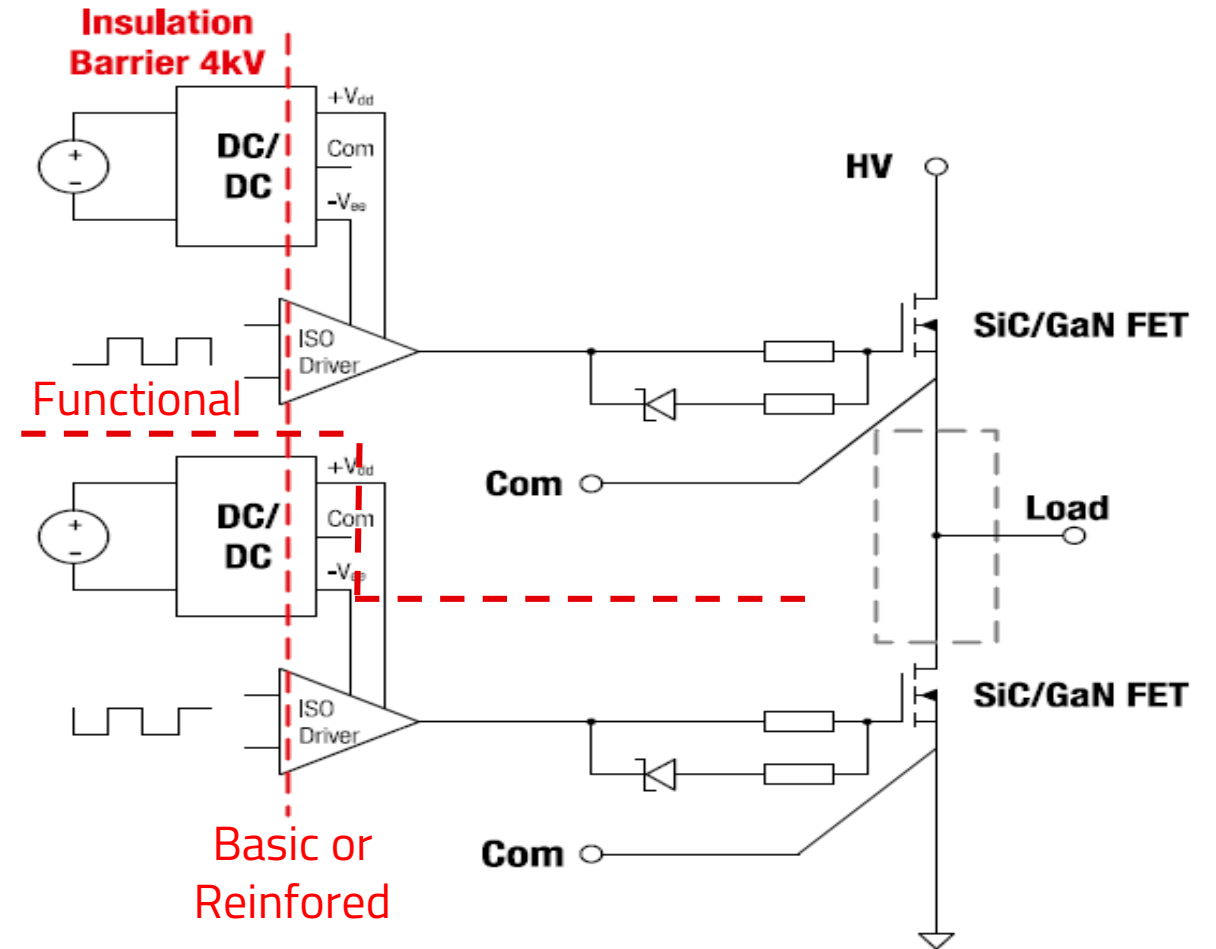 Insulation
Barrier 4kV
+Vdd
DC/
DC
Com
-Vee
HV
ISO
Driver
SiC/GaN FET
Functional
+Vdd
DC/
DC
Com
-Vee
Com
Load
ISO
Driver
SiC/GaN FET
Basic or
Reinfored
Com